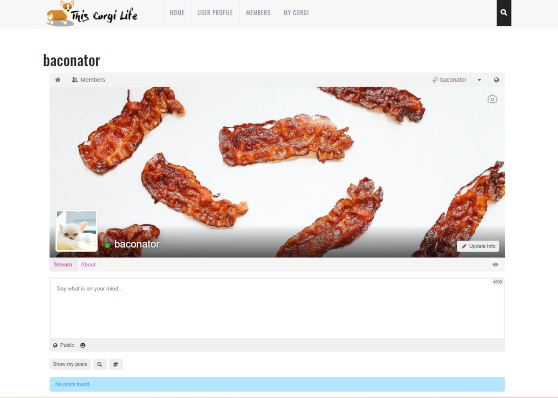 This Corgi Life
HOME USER PROFILE MEMBERS MY CORGI
baconator
Members baconator
baconator
Update Info
Stream About
4000
Say what is on your mind...
Public
Show my posts #
No posts found